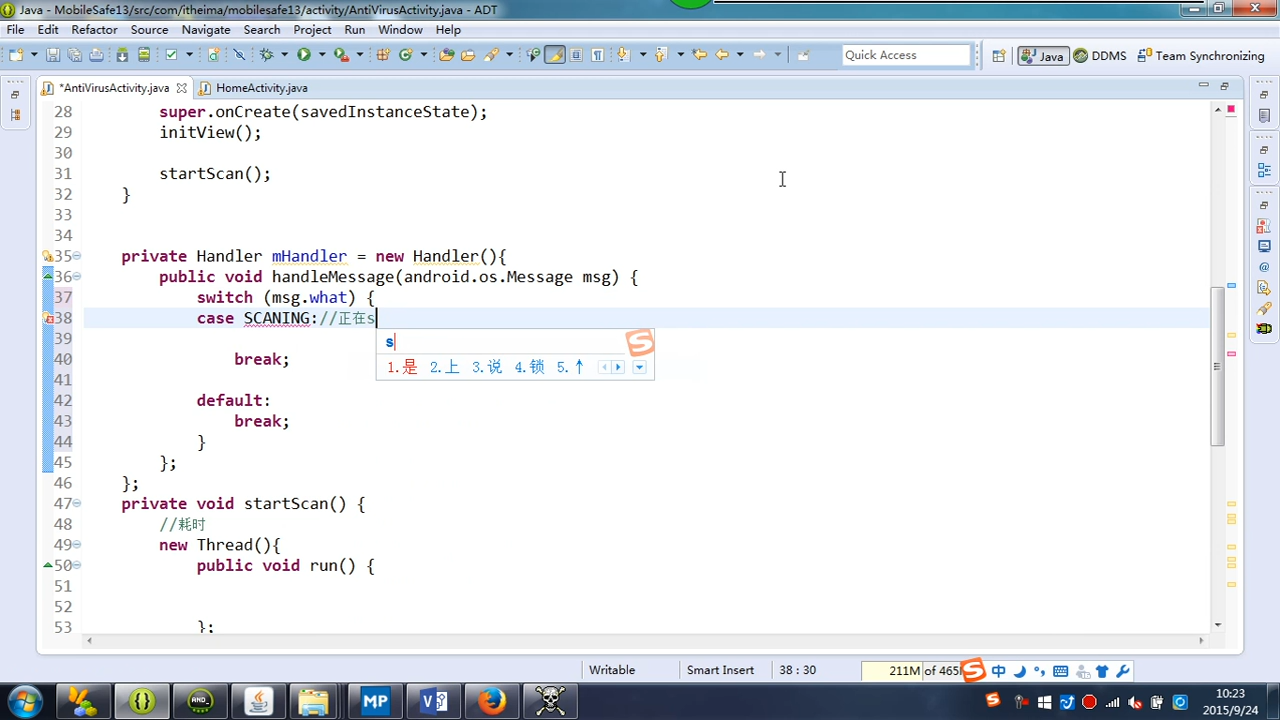 Java - MobileSafe13/src/com/itheima/mobilesafe13/activity/AntiVirusActivity.java - ADT
File Edit Refactor Source Navigate Search Project Run Window Help
Quick Access
Java
DDMS
Team Synchronizing
*AntiVirusActivity.java
HomeActivity.java
28 super.onCreate(savedInstanceState);
29 initView();
30
31 startScan();
32 }
33
34
35 private Handler mHandler = new Handler(){
36 public void handleMessage(android.os.Message msg) {
37 switch (msg.what) {
38 case SCANING://正在s
s
1.是 2.上 3.说 4.锁 5.↑
39
40 break;
41
42 default:
43 break;
44 }
45 };
46 };
47 private void startScan() {
48 //耗时
49 new Thread(){
50 public void run() {
51
52
53 };
Writable
Smart Insert
38 : 30
211M of 465
中
MP
10:23
2015/9/24